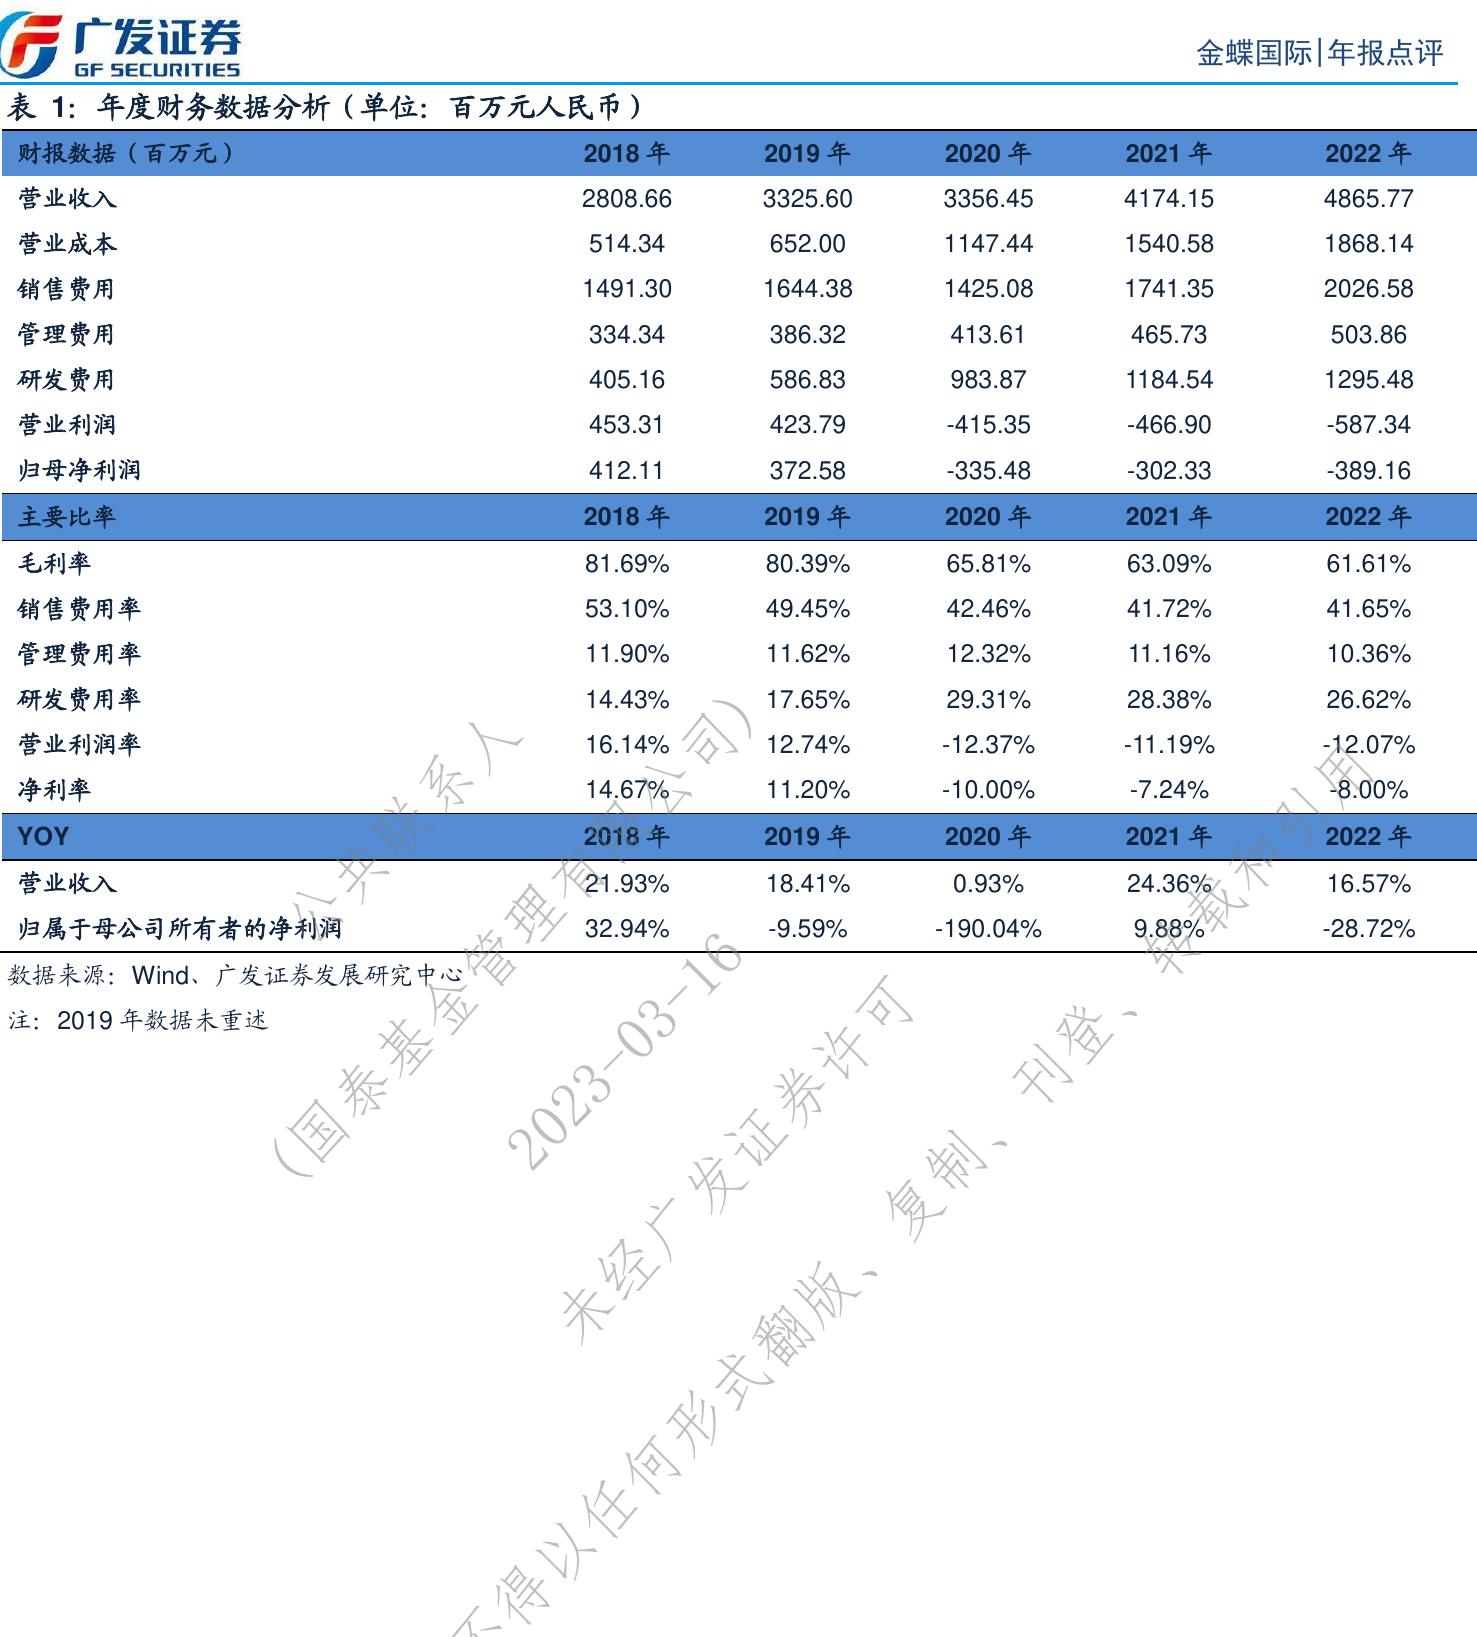 广发证券
GF SECURITIES
金蝶国际|年报点评
表 1：年度财务数据分析（单位：百万元人民币）
财报数据（百万元） 2018 年 2019 年 2020 年 2021 年 2022 年
营业收入 2808.66 3325.60 3356.45 4174.15 4865.77
营业成本 514.34 652.00 1147.44 1540.58 1868.14
销售费用 1491.30 1644.38 1425.08 1741.35 2026.58
管理费用 334.34 386.32 413.61 465.73 503.86
研发费用 405.16 586.83 983.87 1184.54 1295.48
营业利润 453.31 423.79 -415.35 -466.90 -587.34
归母净利润 412.11 372.58 -335.48 -302.33 -389.16
主要比率 2018 年 2019 年 2020 年 2021 年 2022 年
毛利率 81.69% 80.39% 65.81% 63.09% 61.61%
销售费用率 53.10% 49.45% 42.46% 41.72% 41.65%
管理费用率 11.90% 11.62% 12.32% 11.16% 10.36%
研发费用率 14.43% 17.65% 29.31% 28.38% 26.62%
营业利润率 16.14% 12.74% -12.37% -11.19% -12.07%
净利率 14.67% 11.20% -10.00% -7.24% -8.00%
YOY 2018 年 2019 年 2020 年 2021 年 2022 年
营业收入 21.93% 18.41% 0.93% 24.36% 16.57%
归属于母公司所有者的净利润 32.94% -9.59% -190.04% 9.88% -28.72%
数据来源：Wind、广发证券发展研究中心
注：2019 年数据未重述
公共联系人
(国泰基金管理有限公司)
2023-03-16
未经广发证券许可
不得以任何形式翻版、复制、刊登、转载和引用